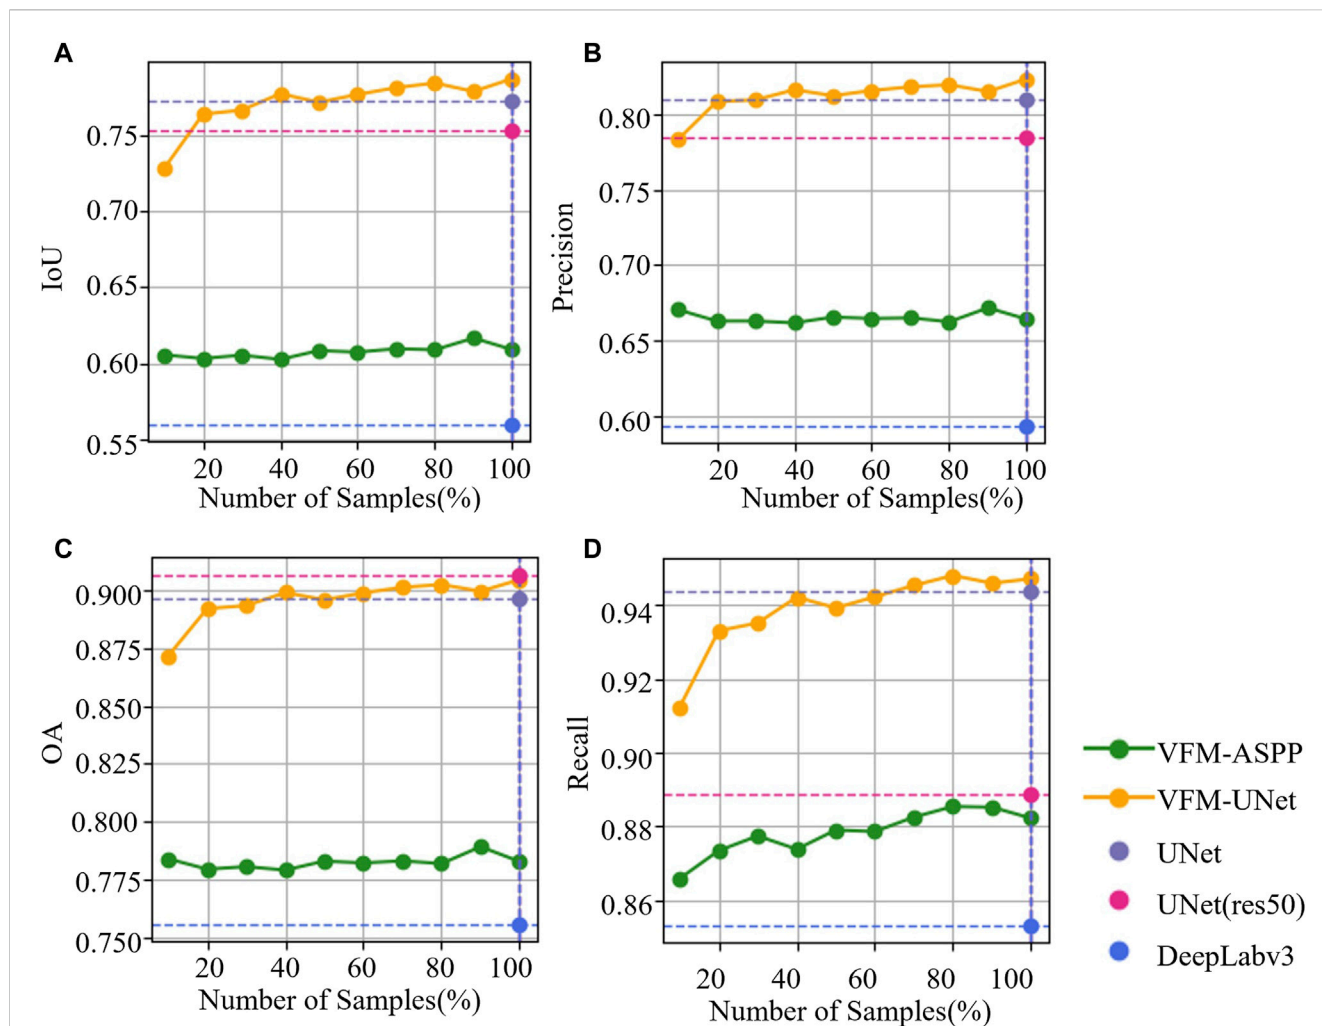 A
0.75
0.70
0.65
0.60
0.55
IoU
20 40 60 80 100
Number of Samples(%)
B
0.80
0.75
0.70
0.65
0.60
Precision
20 40 60 80 100
Number of Samples(%)
C
0.900
0.875
0.850
0.825
0.800
0.775
0.750
OA
20 40 60 80 100
Number of Samples(%)
D
0.94
0.92
0.90
0.88
0.86
Recall
20 40 60 80 100
Number of Samples(%)
VFM-ASPP
VFM-UNet
UNet
UNet(res50)
DeepLabv3